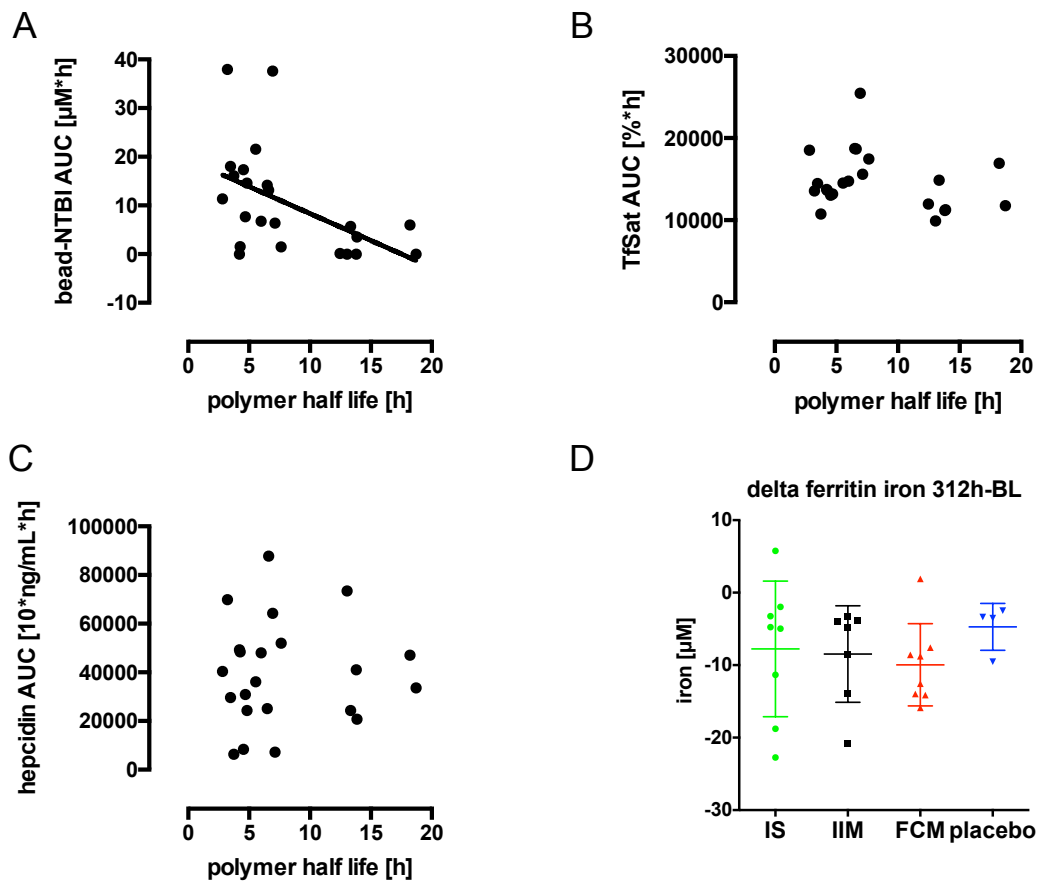 A
bead-NTBI AUC [µM*h]
40
30
20
10
0
-10
0 5 10 15 20
polymer half life [h]
B
TfSat AUC [%*h]
30000
20000
10000
0
0 5 10 15 20
polymer half life [h]
C
hepcidin AUC [10*ng/mL*h]
100000
80000
60000
40000
20000
0
0 5 10 15 20
polymer half life [h]
D
delta ferritin iron 312h-BL
iron [µM]
10
0
-10
-20
-30
IS IIM FCM placebo